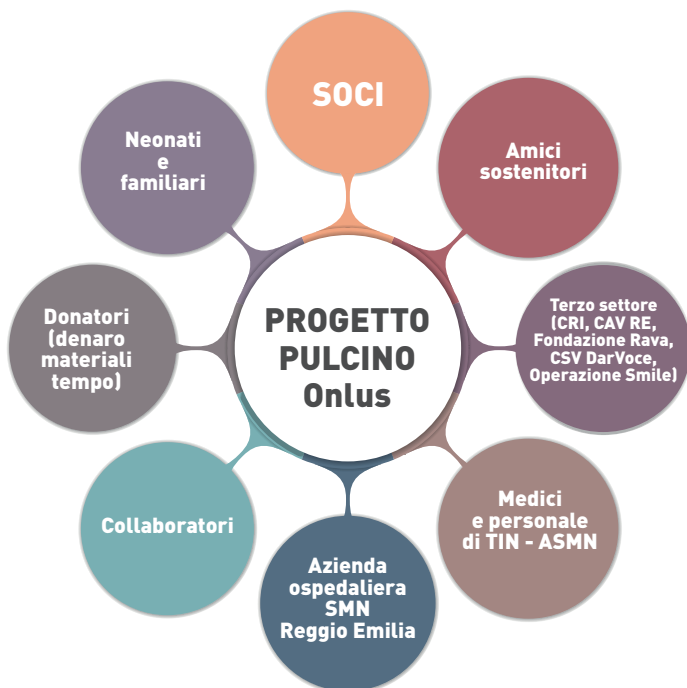 SOCI
Amici
sostenitori
Terzo settore
(CRI, CAV RE,
Fondazione Rava,
CSV DarVoce,
Operazione Smile)
Medici
e personale
di TIN - ASMN
Azienda
ospedaliera
SMN
Reggio Emilia
Collaboratori
Donatori
(denaro
materiali
tempo)
Neonati
e
familiari
PROGETTO
PULCINO
Onlus